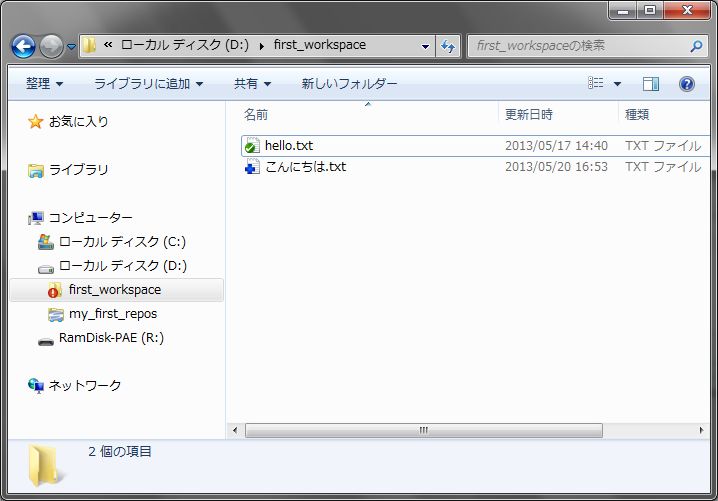 « ローカル ディスク (D:) ▸ first_workspace
first_workspaceの検索
整理 ▼ ライブラリに追加 ▼ 共有 ▼ 新しいフォルダー
名前 更新日時 種類
お気に入り
ライブラリ
コンピューター
ローカル ディスク (C:)
ローカル ディスク (D:)
first_workspace
my_first_repos
RamDisk-PAE (R:)
ネットワーク
hello.txt 2013/05/17 14:40 TXT ファイル
こんにちは.txt 2013/05/20 16:53 TXT ファイル
2 個の項目